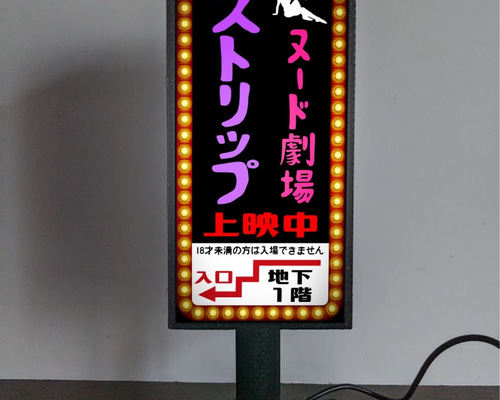 ヌード劇場
ストリップ
上映中
18才未満の方は入場できません
入口
地下
1階